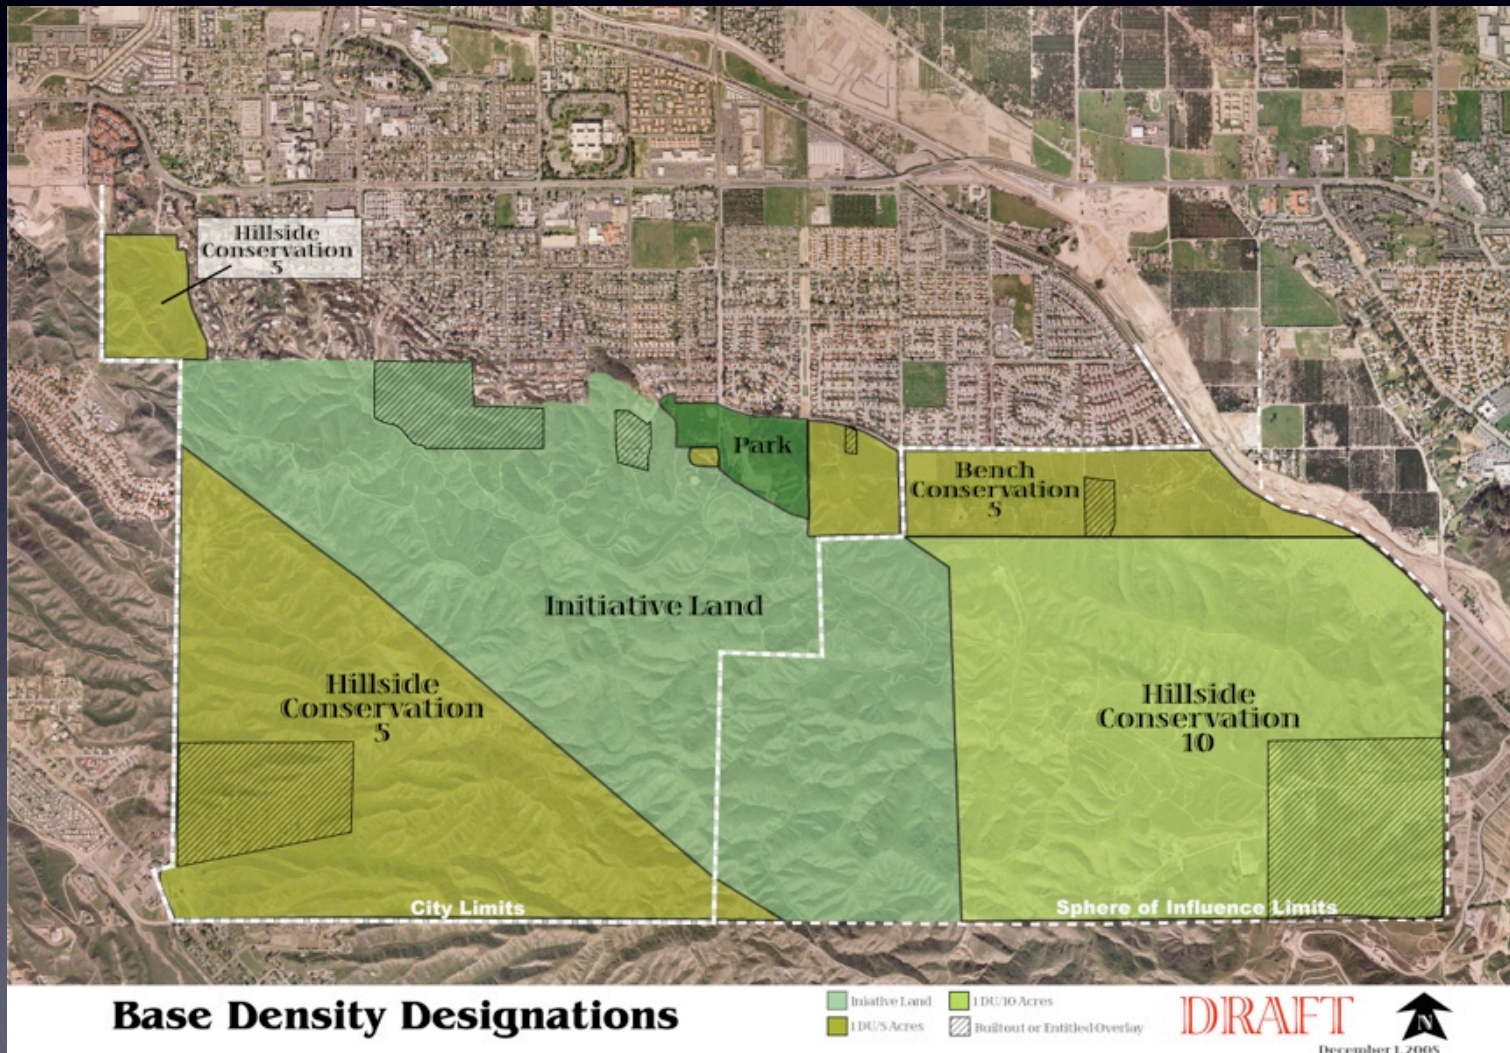 Hillside
Conservation
5
Park
Bench
Conservation
5
Initiative Land
Hillside
Conservation
5
Hillside
Conservation
10
City Limits
Sphere of Influence Limits
Base Density Designations
Iniative Land
1 DU/10 Acres
1 DU/5 Acres
Builtout or Entitled Overlay
DRAFT
N
December 1, 2005